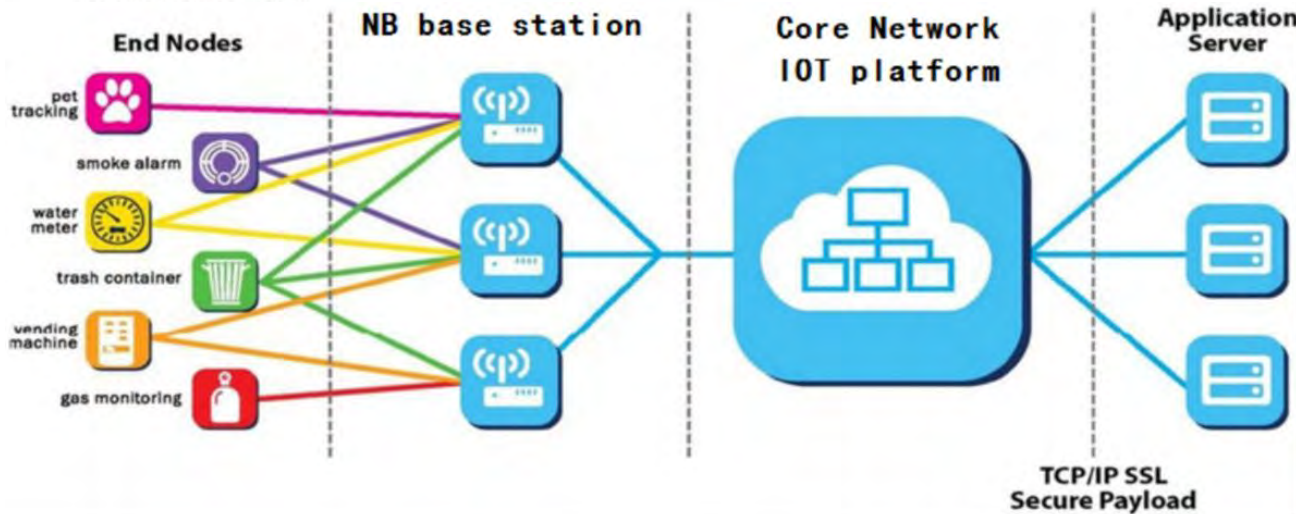 End Nodes
NB base station
Core Network
IOT platform
Application
Server
pet
tracking
smoke alarm
water
meter
trash container
vending
machine
gas monitoring
TCP/IP SSL
Secure Payload